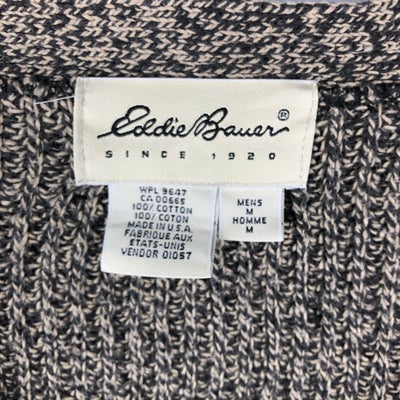 Eddie Bauer®
SINCE 1920
WPL 9647
CA 00665
100% COTTON
100% COTON
MADE IN U.S.A.
FABRIQUE AUX
ETATS-UNIS
VENDOR 01057
MENS
M
HOMME
M